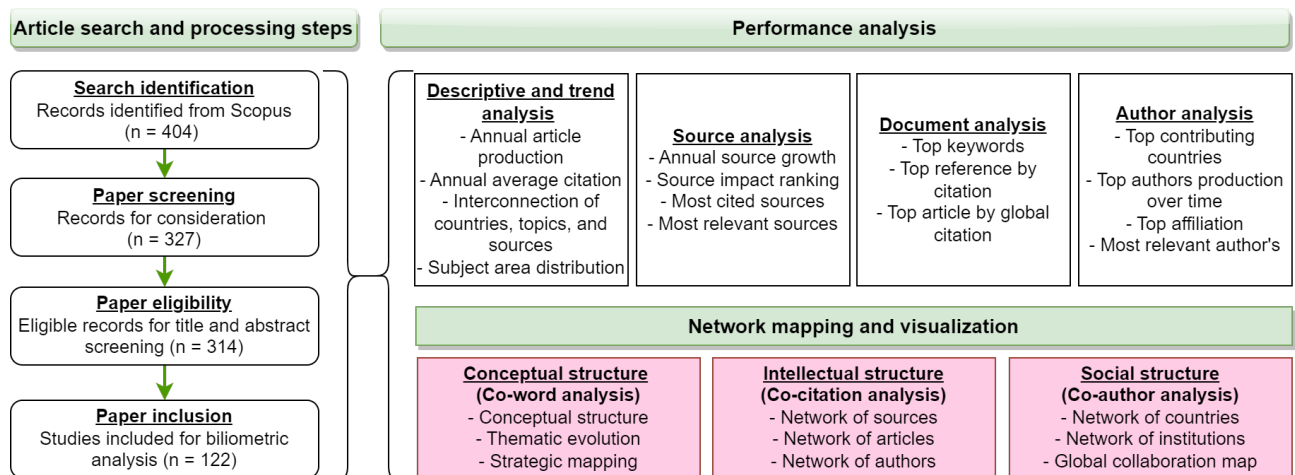 Article search and processing steps
Search identification
Records identified from Scopus
(n = 404)
Paper screening
Records for consideration
(n = 327)
Paper eligibility
Eligible records for title and abstract
screening (n = 314)
Paper inclusion
Studies included for biliometric
analysis (n = 122)
Performance analysis
Descriptive and trend
analysis
- Annual article
production
- Annual average citation
- Interconnection of
countries, topics, and
sources
- Subject area distribution
Source analysis
- Annual source growth
- Source impact ranking
- Most cited sources
- Most relevant sources
Document analysis
- Top keywords
- Top reference by
citation
- Top article by global
citation
Author analysis
- Top contributing
countries
- Top authors production
over time
- Top affiliation
- Most relevant author's
Network mapping and visualization
Conceptual structure
(Co-word analysis)
- Conceptual structure
- Thematic evolution
- Strategic mapping
Intellectual structure
(Co-citation analysis)
- Network of sources
- Network of articles
- Network of authors
Social structure
(Co-author analysis)
- Network of countries
- Network of institutions
- Global collaboration map